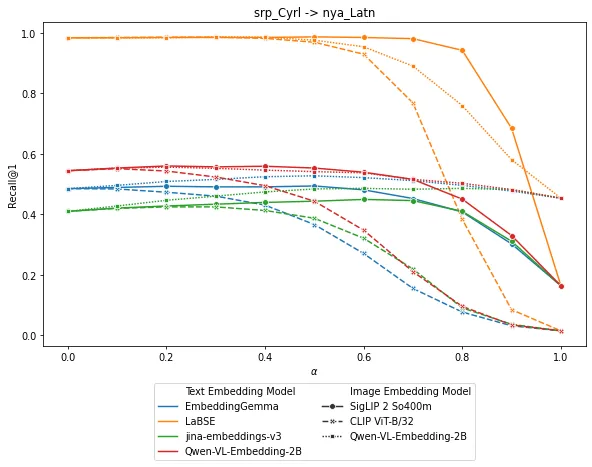 srp_Cyrl -> nya_Latn
Recall@1
1.0
0.8
0.6
0.4
0.2
0.0
0.0 0.2 0.4 0.6 0.8 1.0
α
Text Embedding Model Image Embedding Model
EmbeddingGemma SigLIP 2 So400m
LaBSE CLIP ViT-B/32
jina-embeddings-v3 Qwen-VL-Embedding-2B
Qwen-VL-Embedding-2B